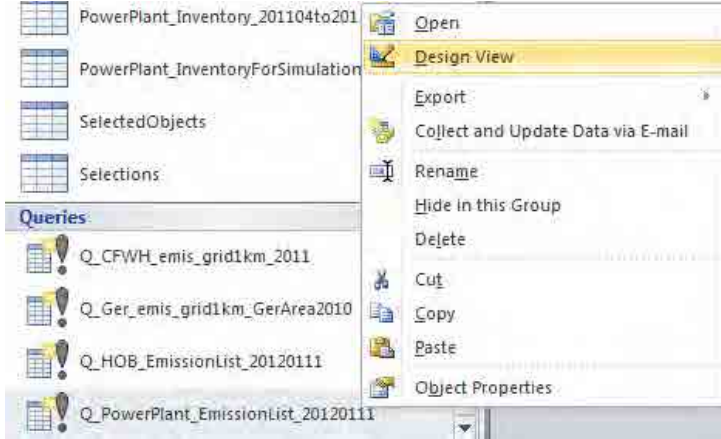 PowerPlant_Inventory_201104to201
PowerPlant_InventoryForSimulation
SelectedObjects
Selections
Queries
Q_CFWH_emis_grid1km_2011
Q_Ger_emis_grid1km_GerArea2010
Q_HOB_EmissionList_20120111
Q_PowerPlant_EmissionList_20120111
Open
Design View
Export
Collect and Update Data via E-mail
Rename
Hide in this Group
Delete
Cut
Copy
Paste
Object Properties